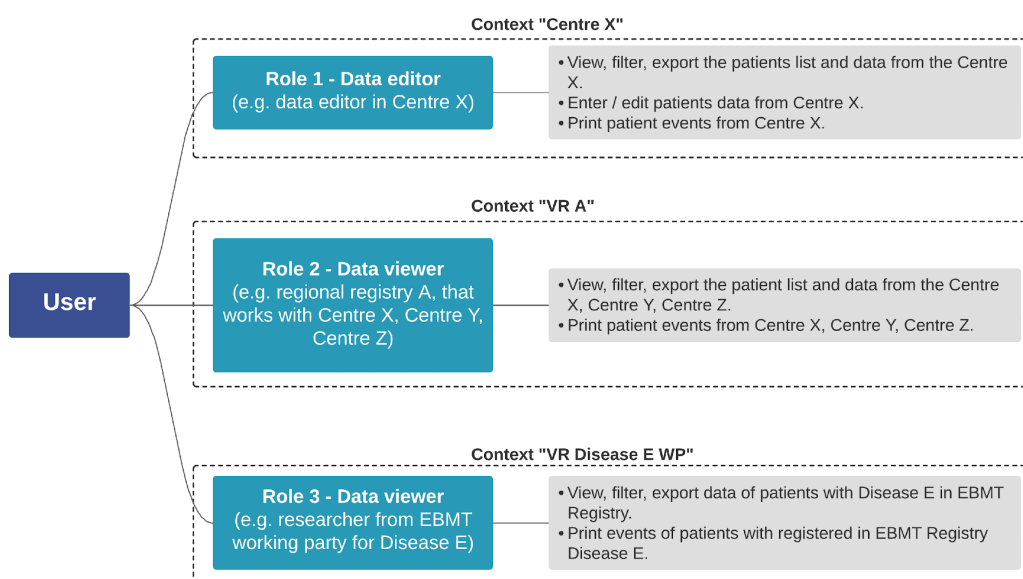 Context "Centre X"
Role 1 - Data editor
(e.g. data editor in Centre X)
• View, filter, export the patients list and data from the Centre
X.
• Enter / edit patients data from Centre X.
• Print patient events from Centre X.
Context "VR A"
User
Role 2 - Data viewer
(e.g. regional registry A, that
works with Centre X, Centre Y,
Centre Z)
• View, filter, export the patient list and data from the Centre
X, Centre Y, Centre Z.
• Print patient events from Centre X, Centre Y, Centre Z.
Context "VR Disease E WP"
Role 3 - Data viewer
(e.g. researcher from EBMT
working party for Disease E)
• View, filter, export data of patients with Disease E in EBMT
Registry.
• Print events of patients with registered in EBMT Registry
Disease E.